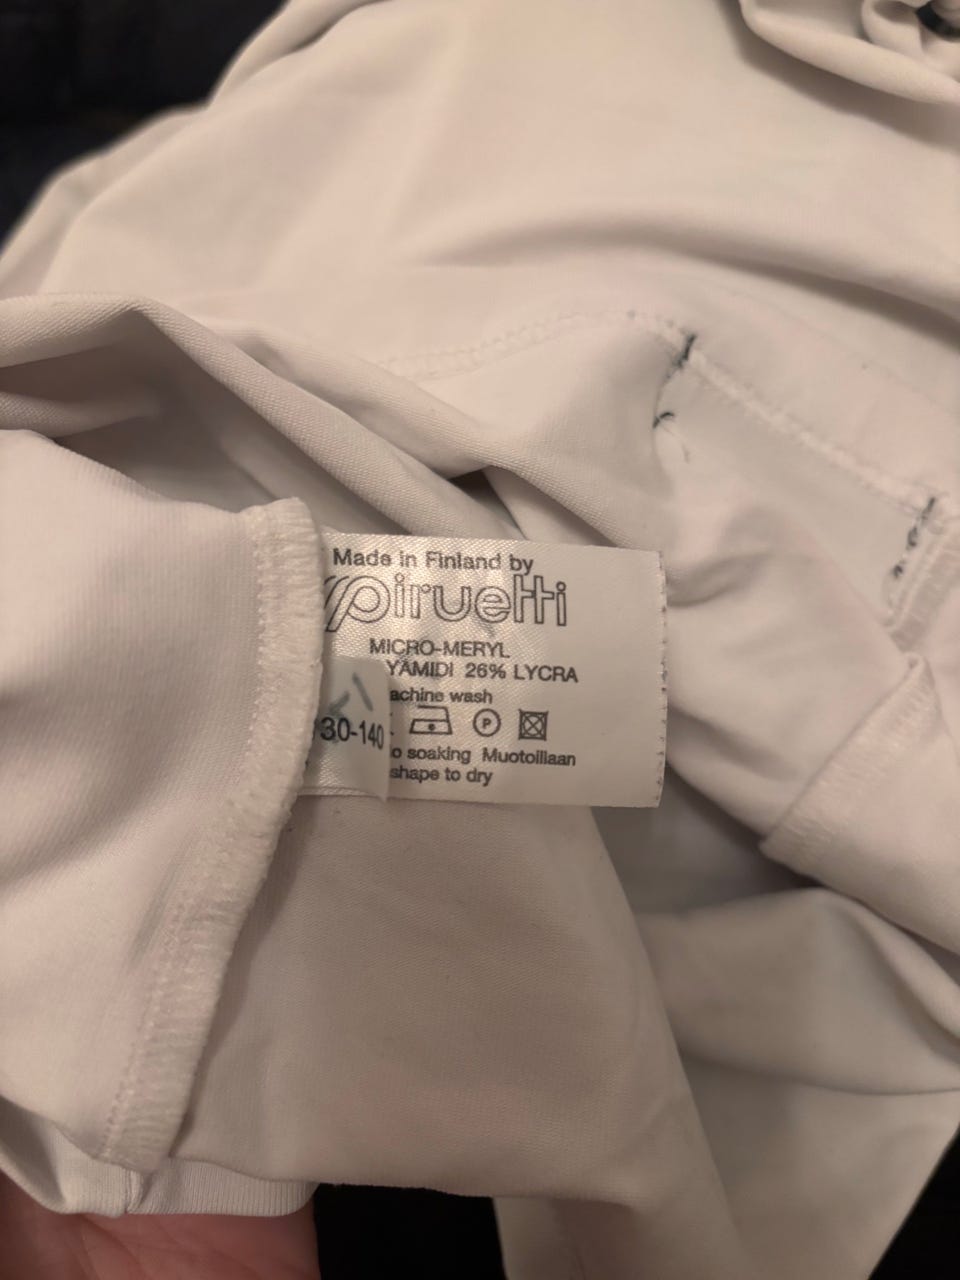 Made in Finland by
piruetti
MICRO-MERYL
YAMIDI 26% LYCRA
achine wash
P
30-140
o soaking Muotoillaan
shape to dry